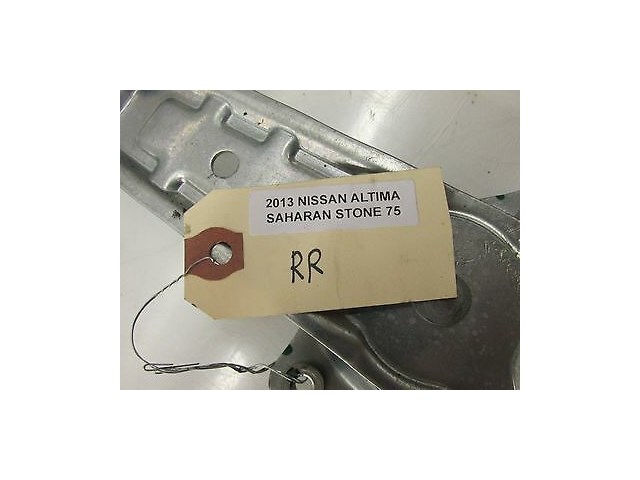 2013 NISSAN ALTIMA
SAHARAN STONE 75
RR